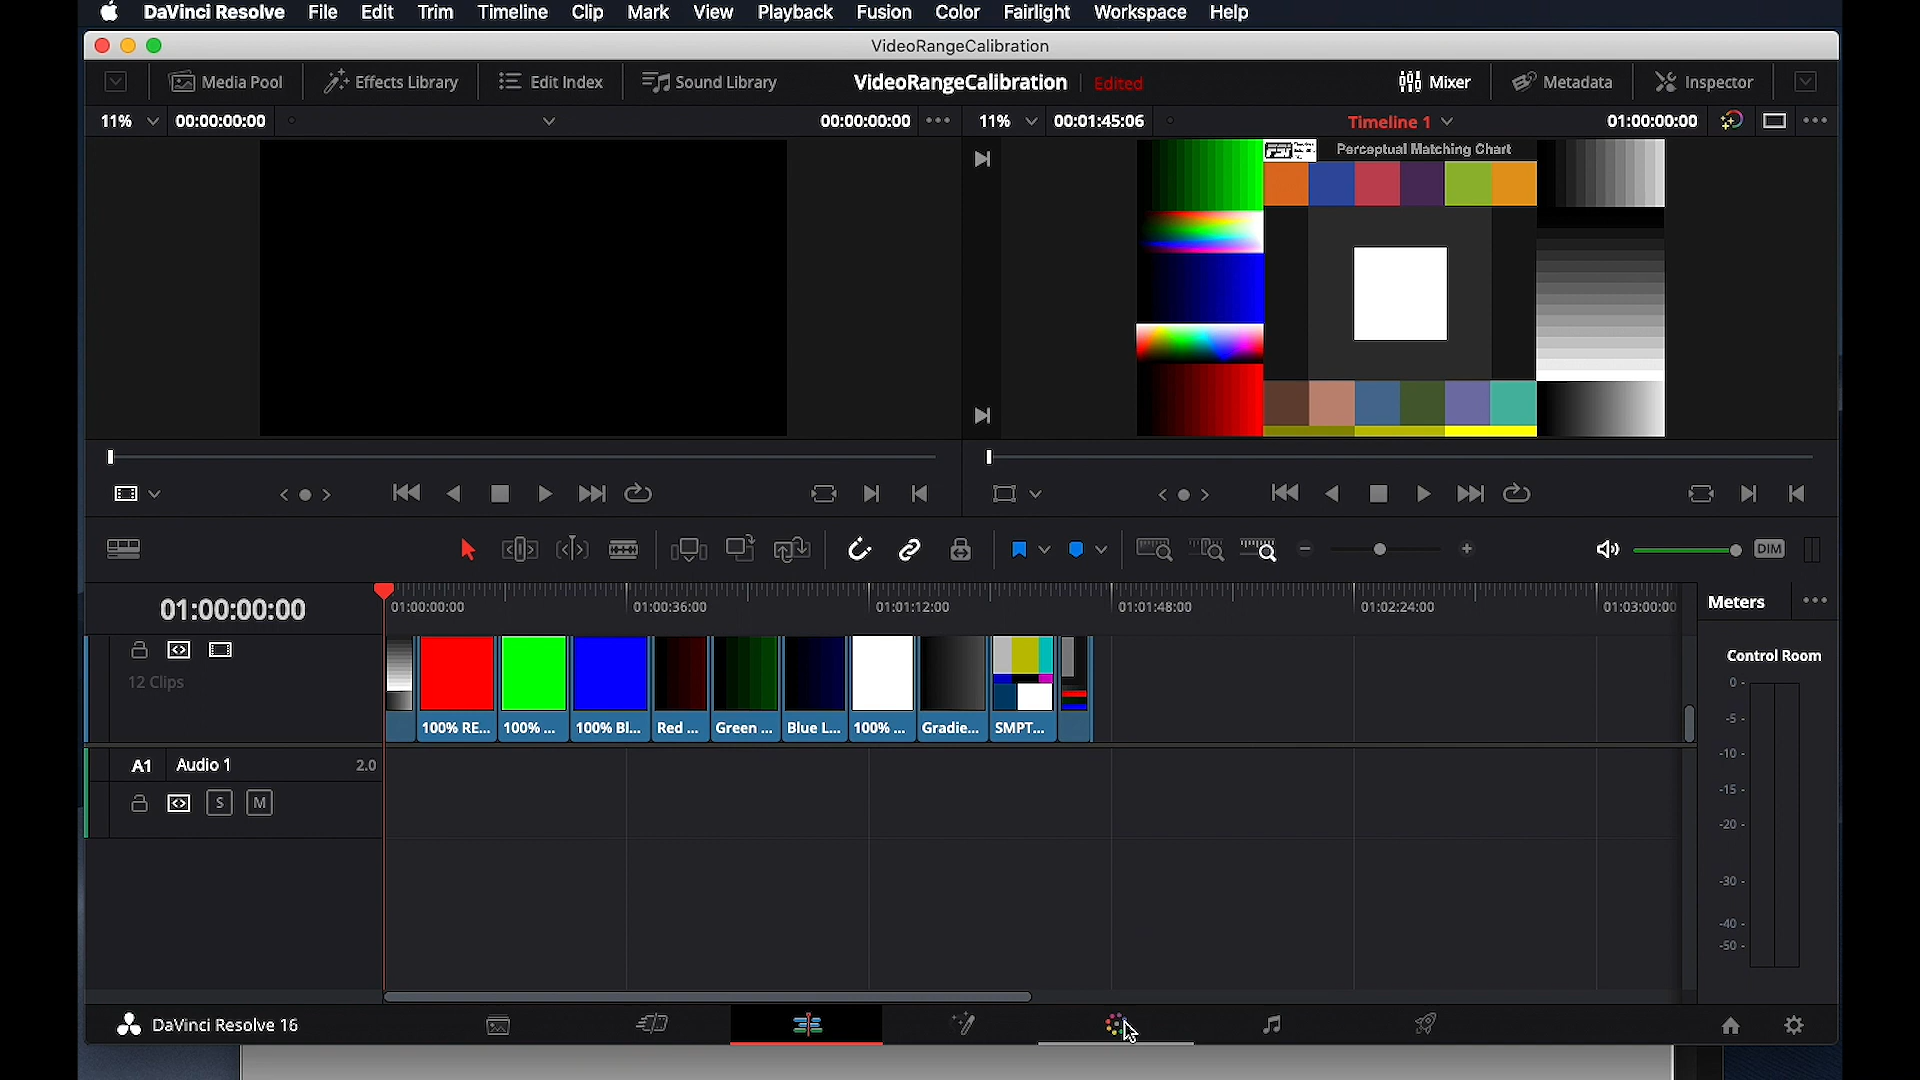 DaVinci Resolve File Edit Trim Timeline Clip Mark View Playback Fusion Color Fairlight Workspace Help
VideoRangeCalibration
Media Pool Effects Library Edit Index Sound Library VideoRangeCalibration Edited Mixer Metadata Inspector
11% 00:00:00:00 00:00:00:00 11% 00:01:45:06 Timeline 1 01:00:00:00
FSI Perceptual Matching Chart
DIM
01:00:00:00 01:00:00:00 01:00:36:00 01:01:12:00 01:01:48:00 01:02:24:00 01:03:00:00 Meters
Control Room
12 Clips
100% RE... 100% ... 100% Bl... Red ... Green ... Blue L... 100% ... Gradie... SMPT...
A1 Audio 1 2.0
S M
0 -
-5 -
-10 -
-15 -
-20 -
-30 -
-40 -
-50 -
DaVinci Resolve 16